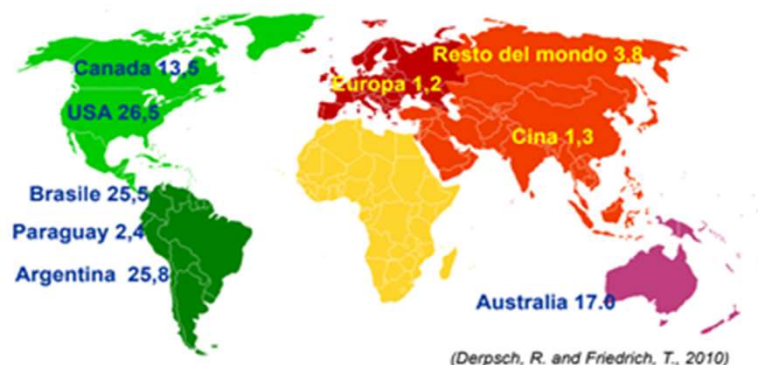 Canada 13,5
Resto del mondo 3,8
Europa 1,2
USA 26,5
Cina 1,3
Brasile 25,5
Paraguay 2,4
Argentina 25,8
Australia 17.0
(Derpsch, R. and Friedrich, T., 2010)